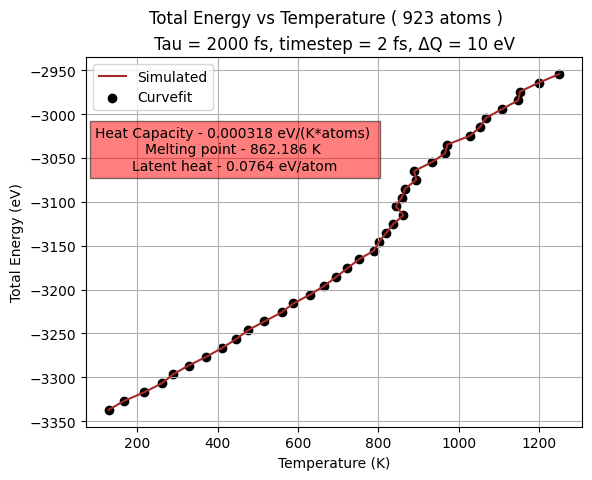 Total Energy vs Temperature ( 923 atoms )
Tau = 2000 fs, timestep = 2 fs, ΔQ = 10 eV
Simulated
Curvefit
Heat Capacity - 0.000318 eV/(K*atoms)
Melting point - 862.186 K
Latent heat - 0.0764 eV/atom
Total Energy (eV)
−2950
−3000
−3050
−3100
−3150
−3200
−3250
−3300
−3350
200 400 600 800 1000 1200
Temperature (K)